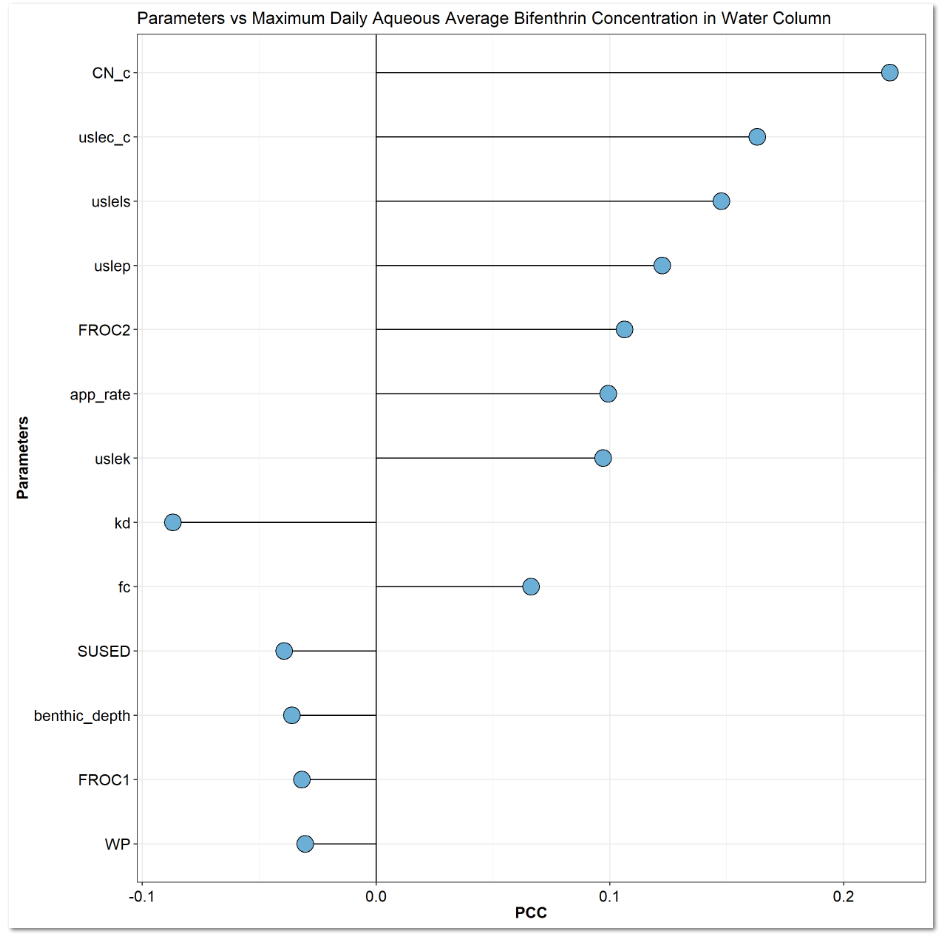 Parameters vs Maximum Daily Aqueous Average Bifenthrin Concentration in Water Column
CN_c
uslec_c
uslels
uslep
FROC2
app_rate
uslek
kd
fc
SUSED
benthic_depth
FROC1
WP
Parameters
-0.1
0.0
0.1
0.2
PCC